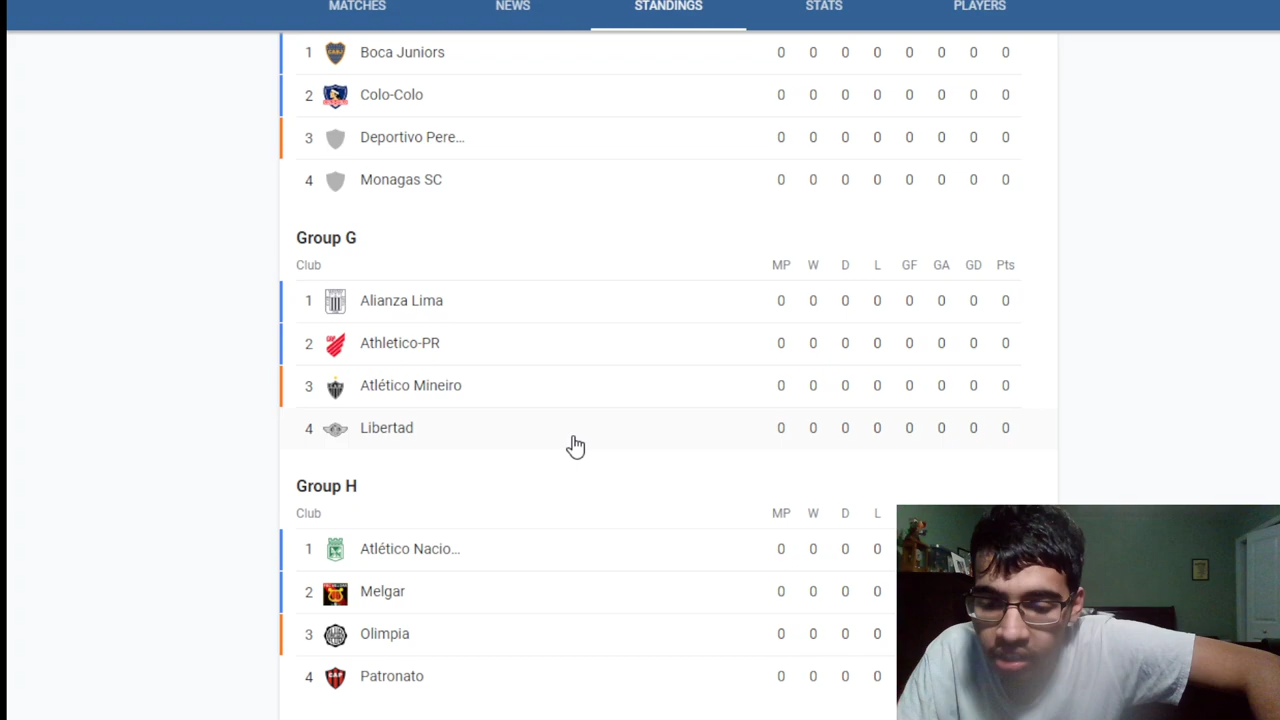 MATCHES NEWS STANDINGS STATS PLAYERS
1 Boca Juniors 0 0 0 0 0 0 0 0
2 Colo-Colo 0 0 0 0 0 0 0 0
3 Deportivo Pere... 0 0 0 0 0 0 0 0
4 Monagas SC 0 0 0 0 0 0 0 0
Group G
Club MP W D L GF GA GD Pts
1 Alianza Lima 0 0 0 0 0 0 0 0
2 Athletico-PR 0 0 0 0 0 0 0 0
3 Atlético Mineiro 0 0 0 0 0 0 0 0
4 Libertad 0 0 0 0 0 0 0 0
Group H
Club MP W D L
1 Atlético Nacio... 0 0 0 0
2 Melgar 0 0 0 0
3 Olimpia 0 0 0 0
4 Patronato 0 0 0 0